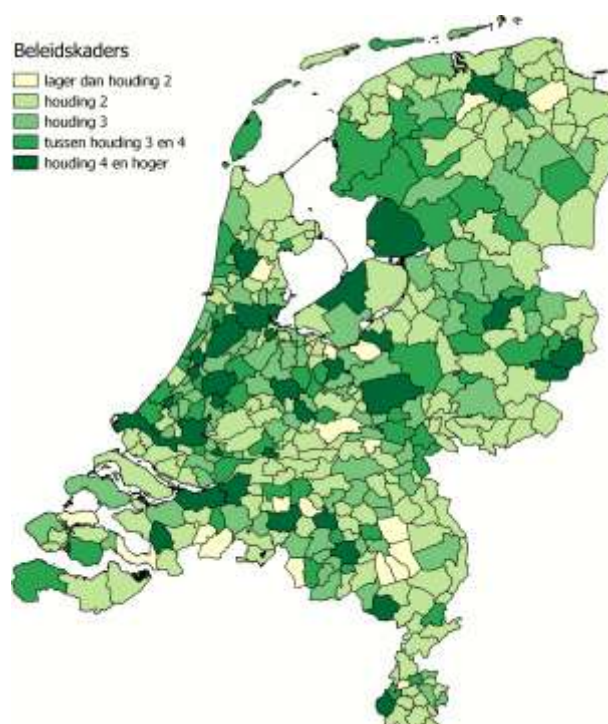 Beleidskaders
lager dan houding 2
houding 2
houding 3
tussen houding 3 en 4
houding 4 en hoger